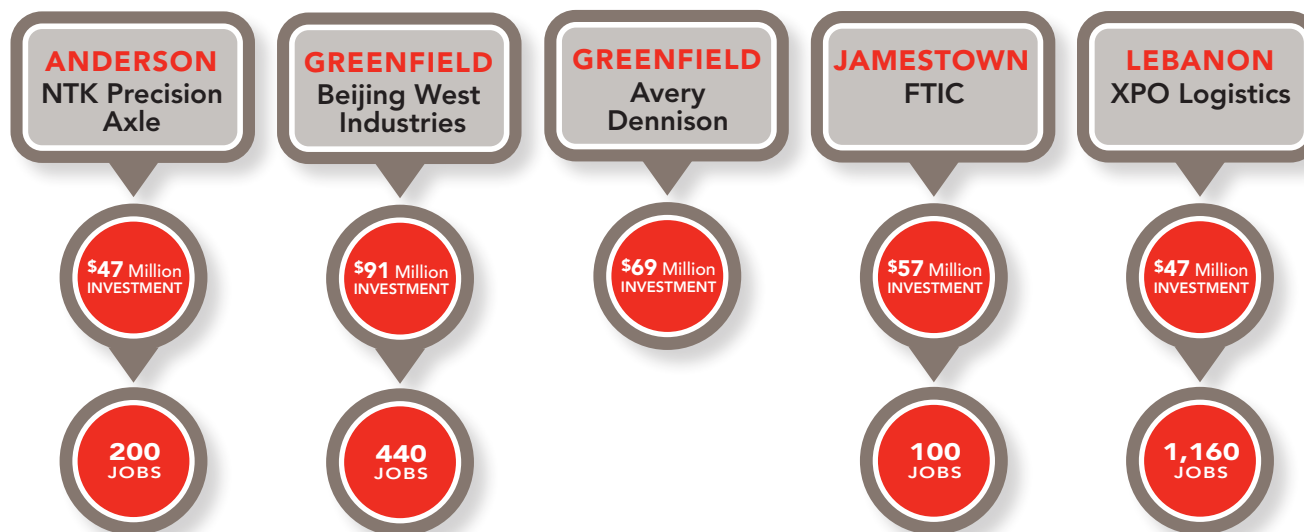 ANDERSON
NTK Precision
Axle
$47 Million
INVESTMENT
200
JOBS
GREENFIELD
Beijing West
Industries
$91 Million
INVESTMENT
440
JOBS
GREENFIELD
Avery
Dennison
$69 Million
INVESTMENT
JAMESTOWN
FTIC
$57 Million
INVESTMENT
100
JOBS
LEBANON
XPO Logistics
$47 Million
INVESTMENT
1,160
JOBS